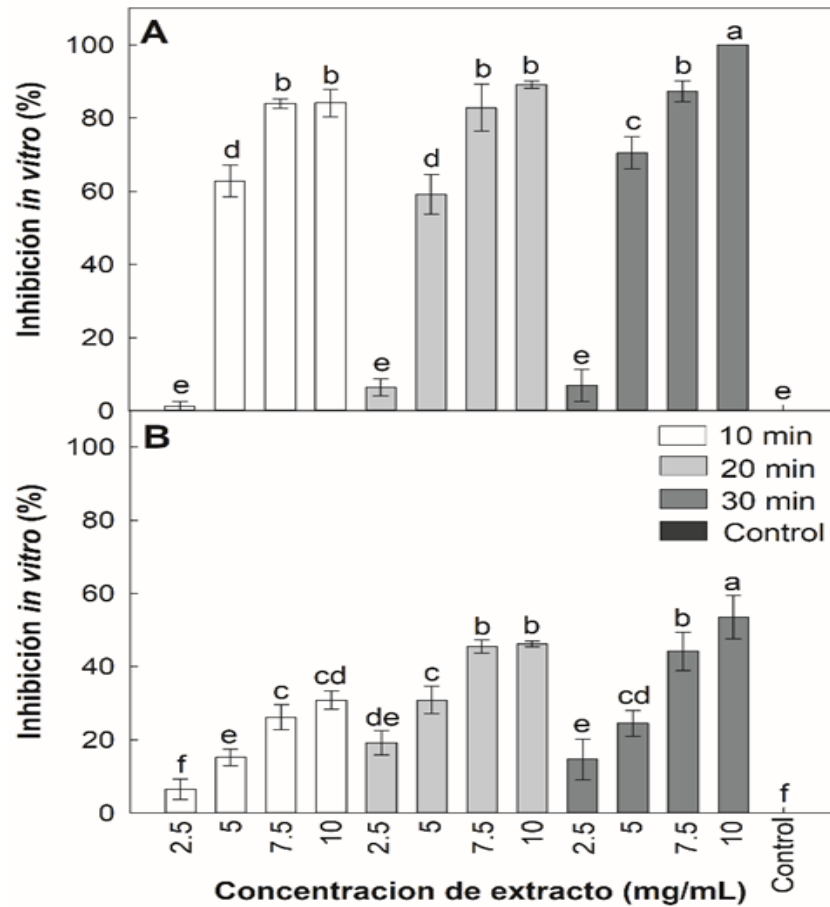 A
Inhibición in vitro (%)
100
80
60
40
20
0
e
d
b
b
e
d
b
b
e
c
b
a
e
B
Inhibición in vitro (%)
100
80
60
40
20
0
10 min
20 min
30 min
Control
f
e
c
cd
de
c
b
b
e
cd
b
a
f
2.5
5
7.5
10
2.5
5
7.5
10
2.5
5
7.5
10
Control
Concentracion de extracto (mg/mL)